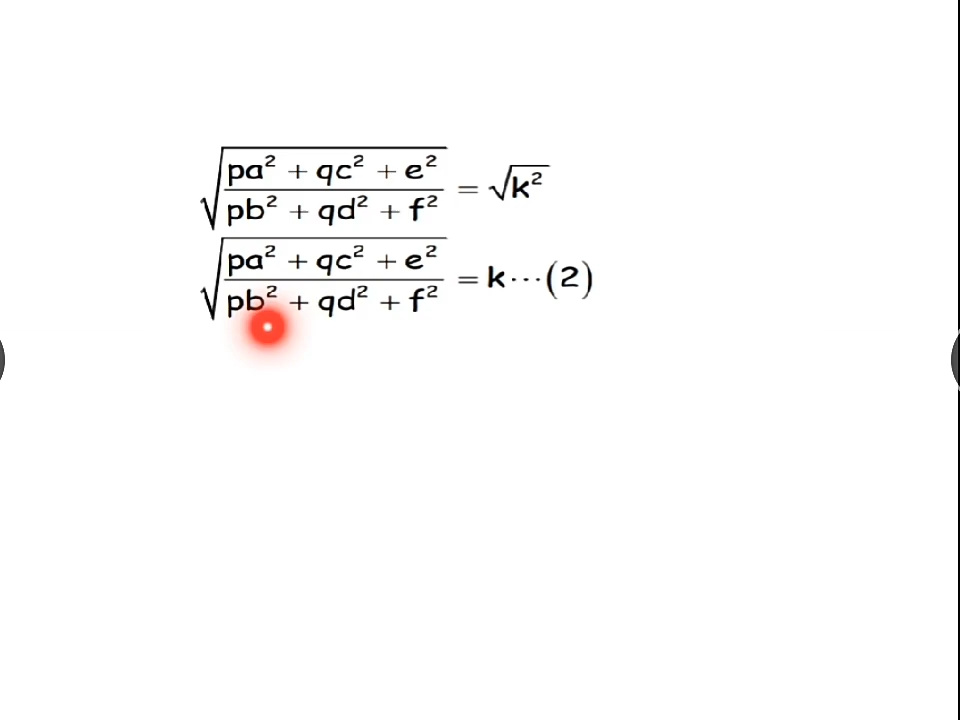 √((pa² + qc² + e²)/(pb² + qd² + f²)) = √(k²)
√((pa² + qc² + e²)/(pb² + qd² + f²)) = k⋯(2)